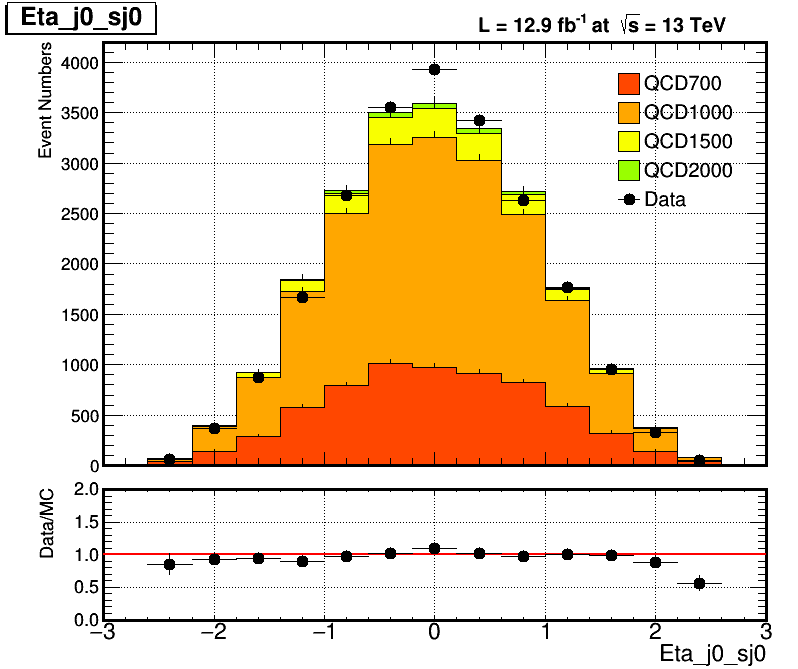 Eta_j0_sj0
L = 12.9 fb⁻¹ at √s = 13 TeV
Event Numbers
4000
3500
3000
2500
2000
1500
1000
500
0
QCD700
QCD1000
QCD1500
QCD2000
Data
Data/MC
2.0
1.5
1.0
0.5
0.0
−3 −2 −1 0 1 2 3
Eta_j0_sj0